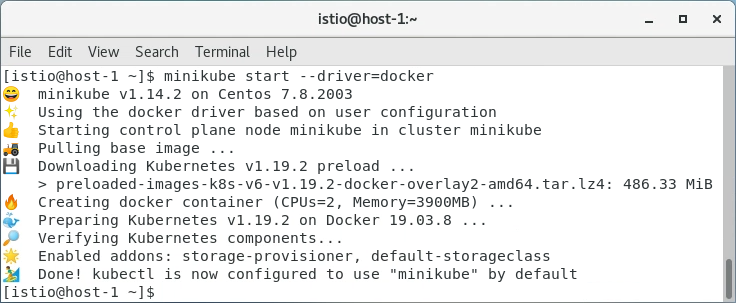 istio@host-1:~
File Edit View Search Terminal Help
[istio@host-1 ~]$ minikube start --driver=docker
😄 minikube v1.14.2 on Centos 7.8.2003
✨ Using the docker driver based on user configuration
👍 Starting control plane node minikube in cluster minikube
🚜 Pulling base image ...
💾 Downloading Kubernetes v1.19.2 preload ...
> preloaded-images-k8s-v6-v1.19.2-docker-overlay2-amd64.tar.lz4: 486.33 MiB
🔥 Creating docker container (CPUs=2, Memory=3900MB) ...
🐳 Preparing Kubernetes v1.19.2 on Docker 19.03.8 ...
🔎 Verifying Kubernetes components...
🌟 Enabled addons: storage-provisioner, default-storageclass
🏄 Done! kubectl is now configured to use "minikube" by default
[istio@host-1 ~]$